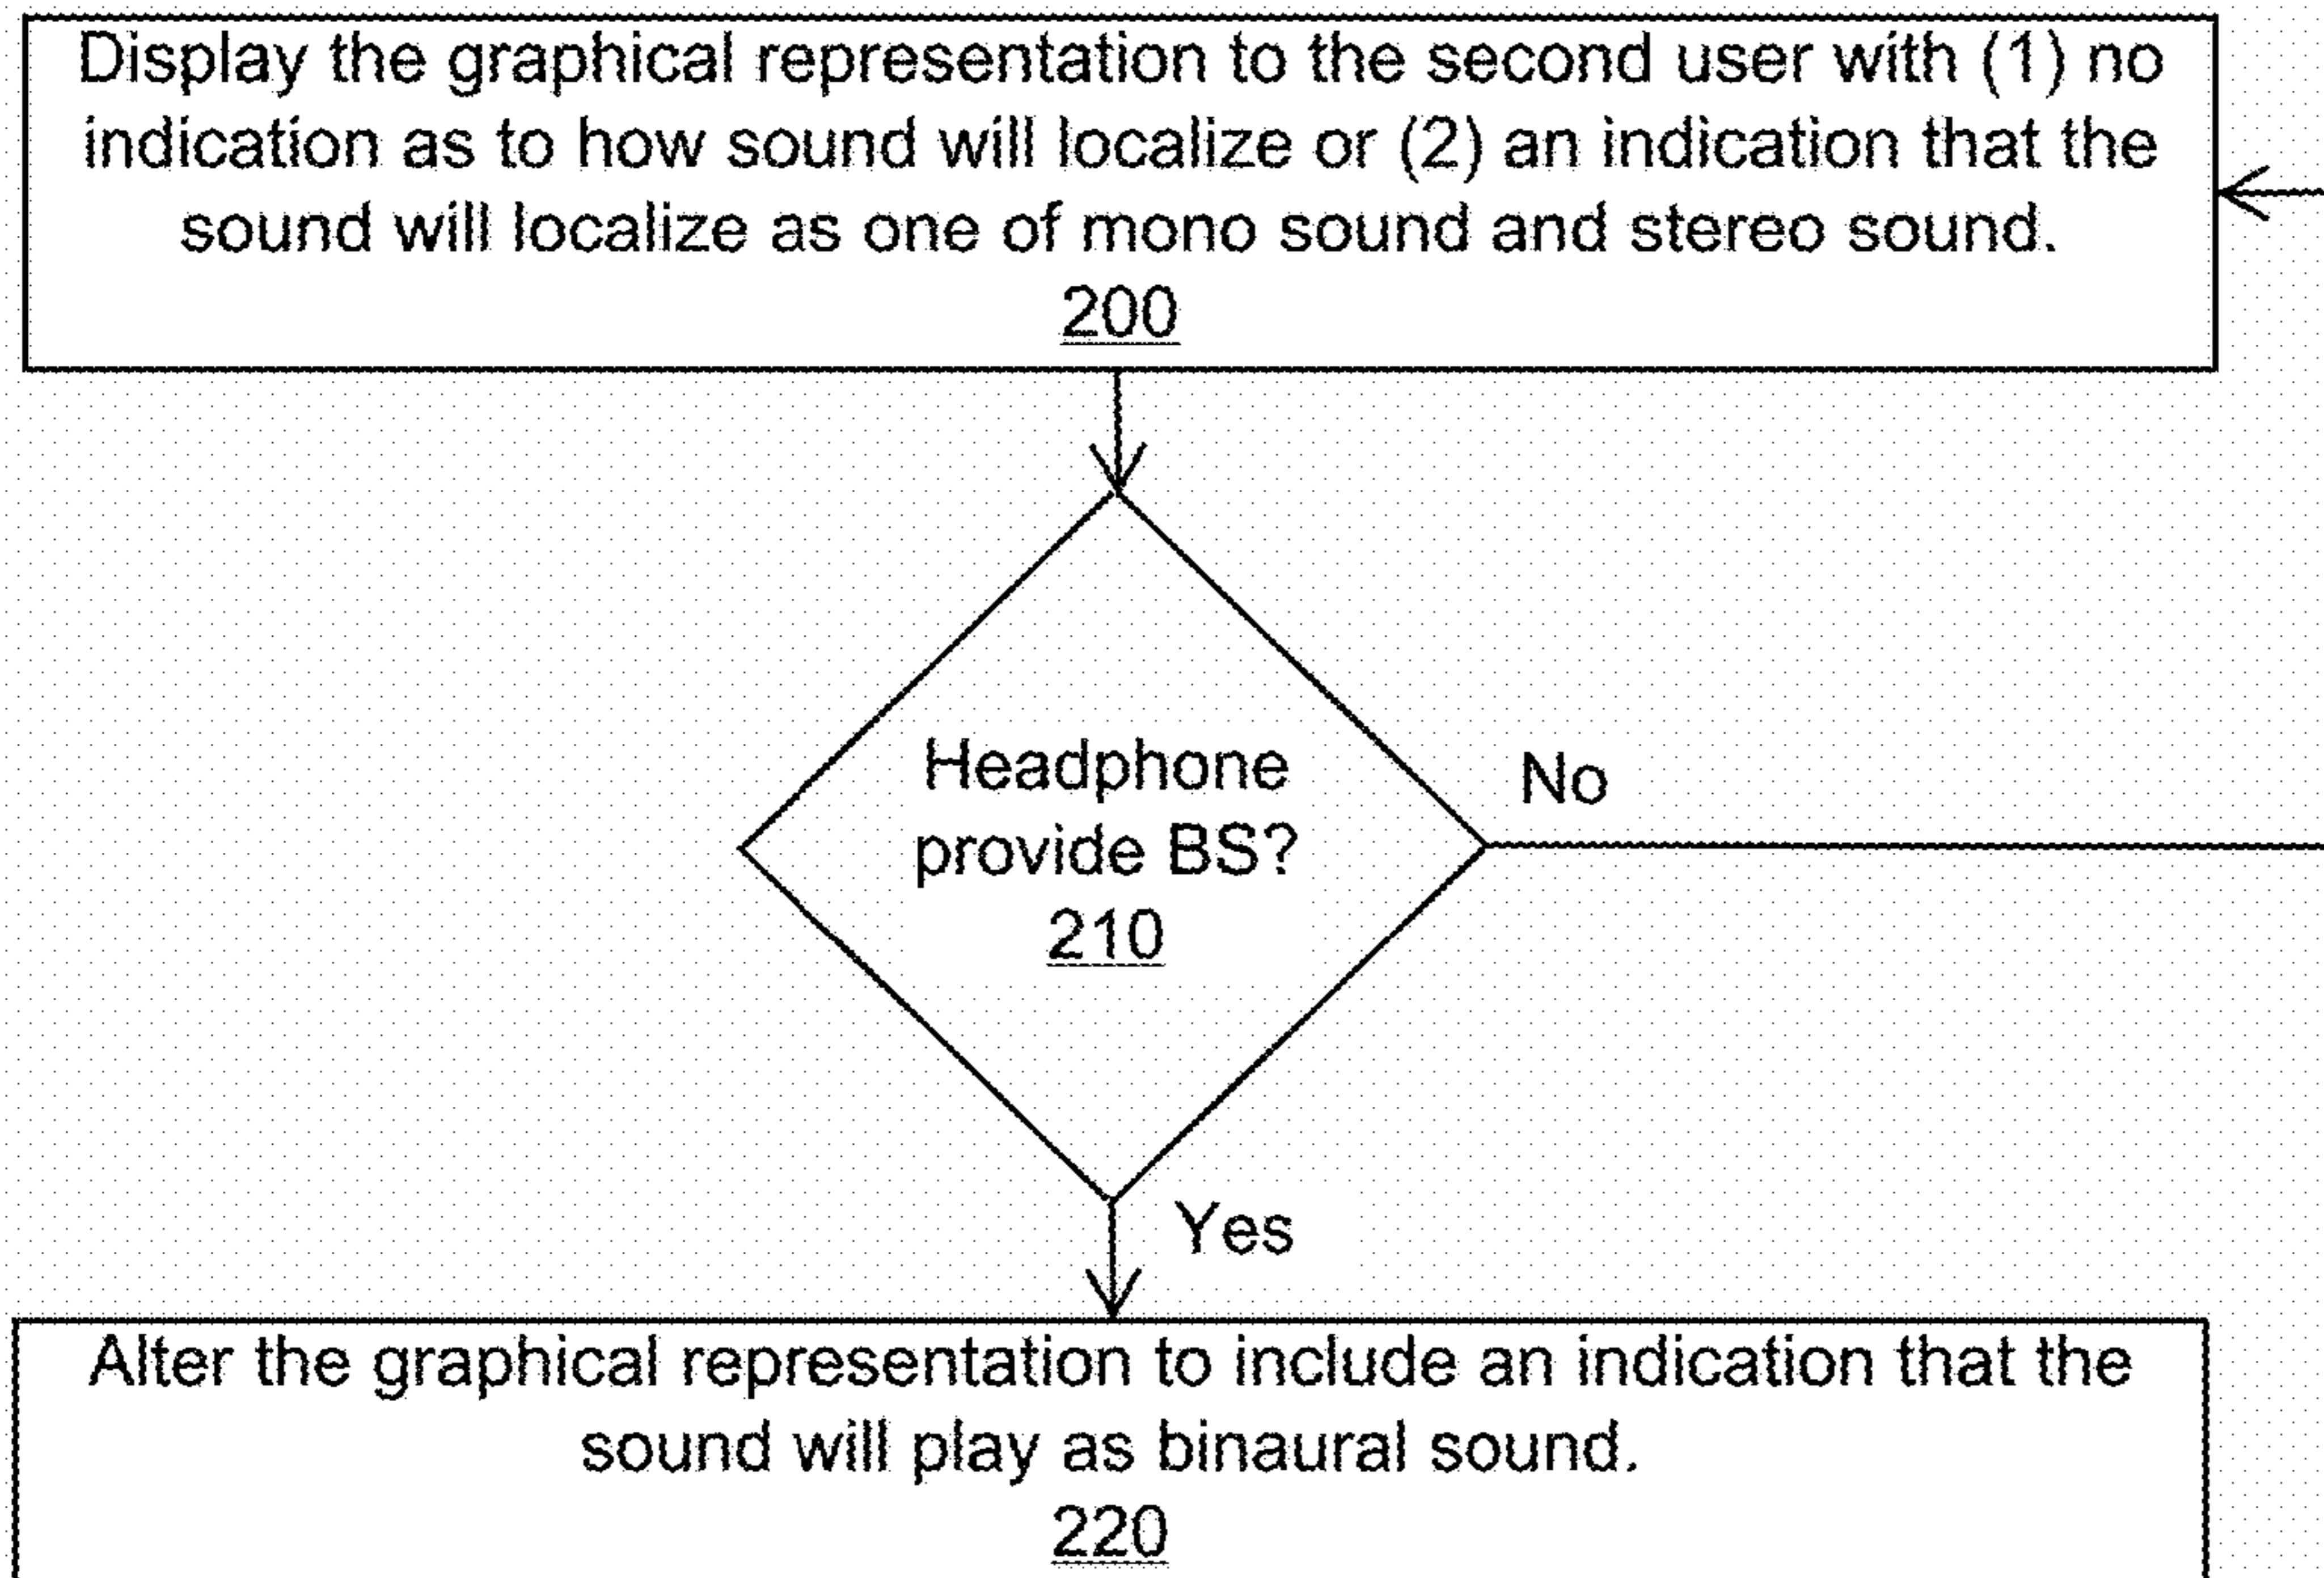 Display the graphical representation to the second user with (1) no
indication as to how sound will localize or (2) an indication that the
sound will localize as one of mono sound and stereo sound.
200
Headphone
provide BS?
210
No
Yes
Alter the graphical representation to include an indication that the
sound will play as binaural sound.
220